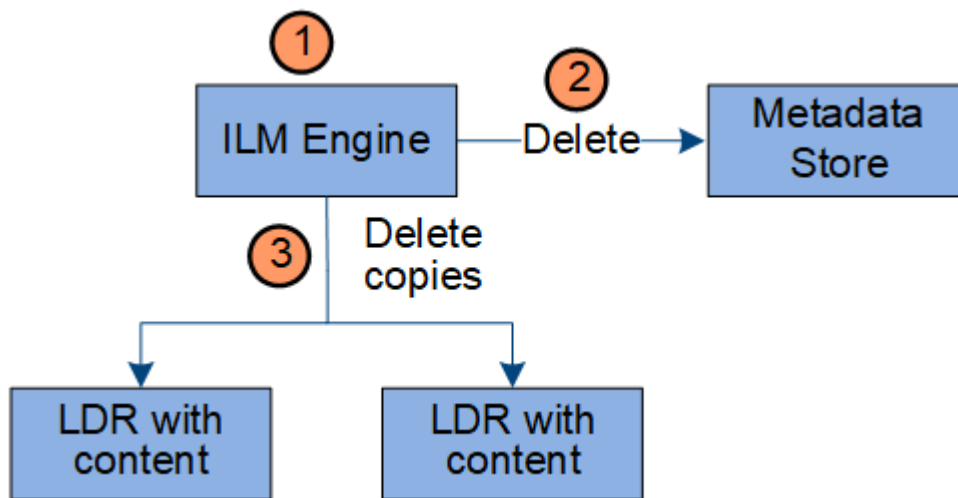 1
2
ILM Engine
Delete
Metadata
Store
3
Delete
copies
LDR with
content
LDR with
content